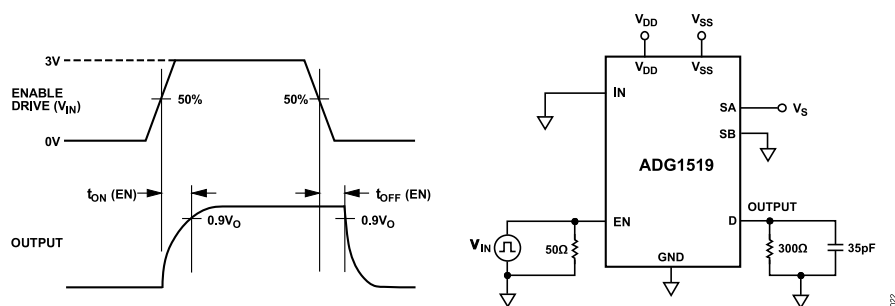 3V
ENABLE
DRIVE (VIN)
50%
50%
0V
tON (EN)
tOFF (EN)
0.9VO
0.9VO
OUTPUT
VDD
VSS
VDD
VSS
IN
SA
VS
SB
ADG1519
OUTPUT
EN
D
VIN
50Ω
GND
300Ω
35pF